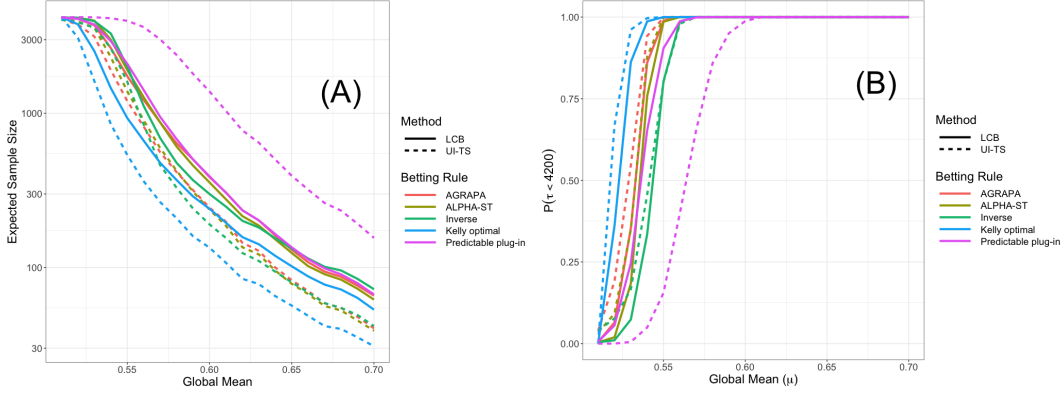 3000
1000
300
100
30
0.55
0.60
0.65
0.70
Expected Sample Size
Global Mean
(A)
Method
LCB
UI-TS
Betting Rule
AGRAPA
ALPHA-ST
Inverse
Kelly optimal
Predictable plug-in
1.00
0.75
0.50
0.25
0.00
0.55
0.60
0.65
0.70
P(τ < 4200)
Global Mean (μ)
(B)
Method
LCB
UI-TS
Betting Rule
AGRAPA
ALPHA-ST
Inverse
Kelly optimal
Predictable plug-in